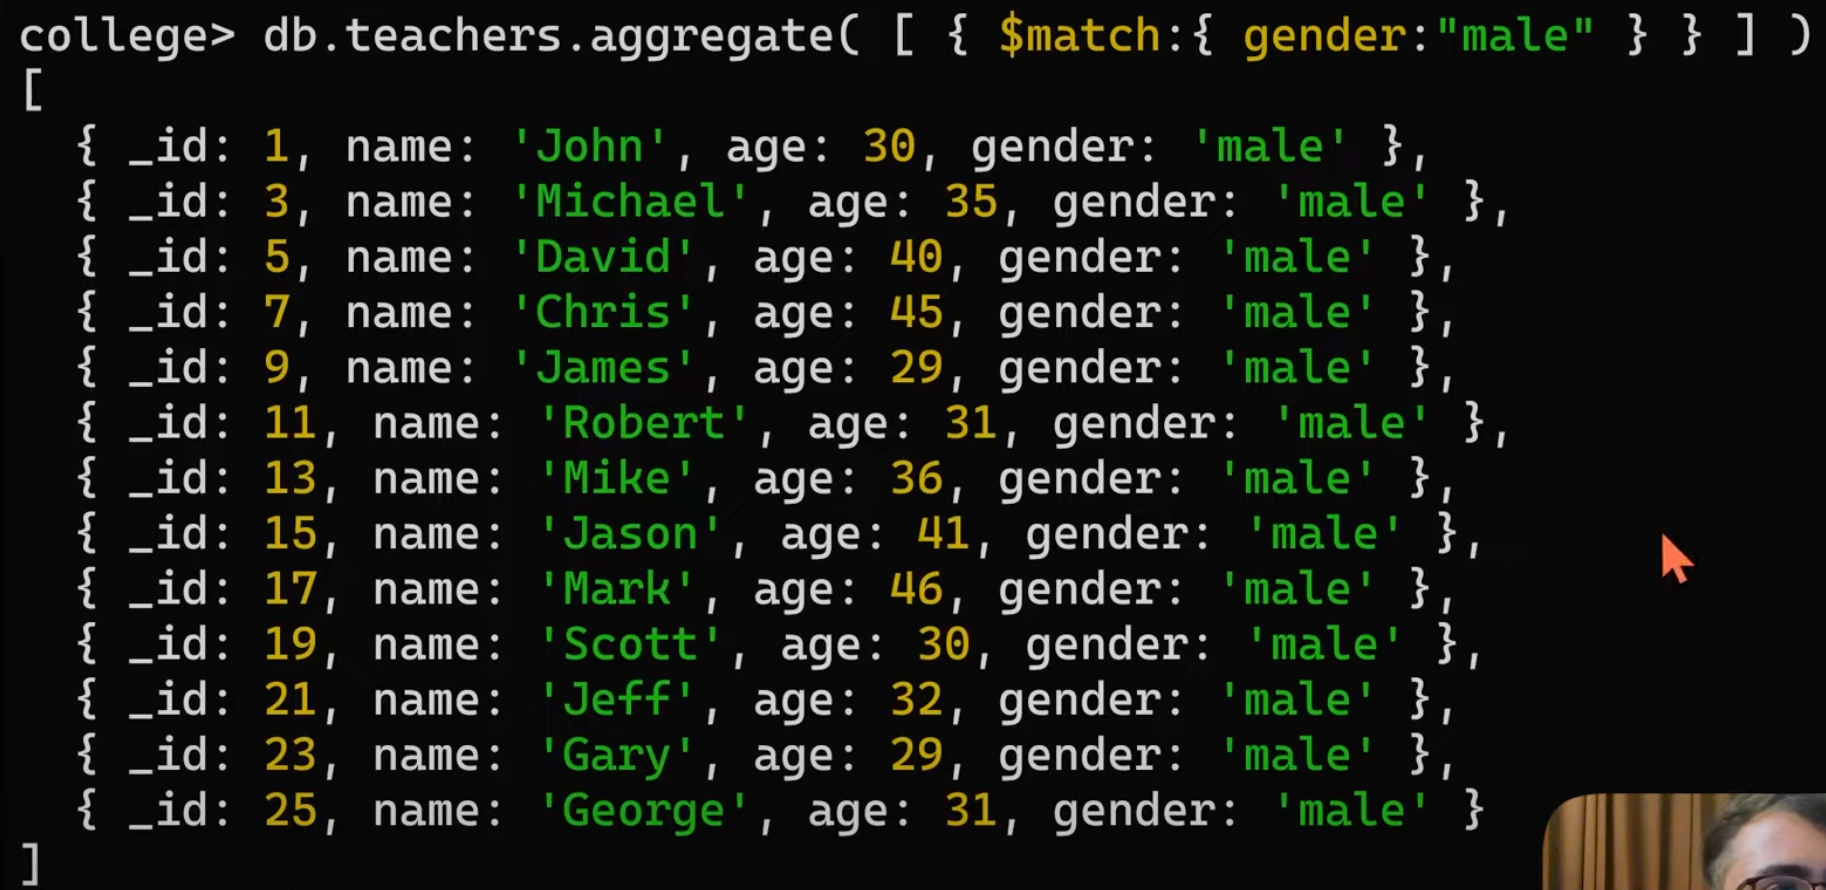 college> db.teachers.aggregate( [ { $match:{ gender:"male" } } ] )
[
  { _id: 1, name: 'John', age: 30, gender: 'male' },
  { _id: 3, name: 'Michael', age: 35, gender: 'male' },
  { _id: 5, name: 'David', age: 40, gender: 'male' },
  { _id: 7, name: 'Chris', age: 45, gender: 'male' },
  { _id: 9, name: 'James', age: 29, gender: 'male' },
  { _id: 11, name: 'Robert', age: 31, gender: 'male' },
  { _id: 13, name: 'Mike', age: 36, gender: 'male' },
  { _id: 15, name: 'Jason', age: 41, gender: 'male' },
  { _id: 17, name: 'Mark', age: 46, gender: 'male' },
  { _id: 19, name: 'Scott', age: 30, gender: 'male' },
  { _id: 21, name: 'Jeff', age: 32, gender: 'male' },
  { _id: 23, name: 'Gary', age: 29, gender: 'male' },
  { _id: 25, name: 'George', age: 31, gender: 'male' }
]